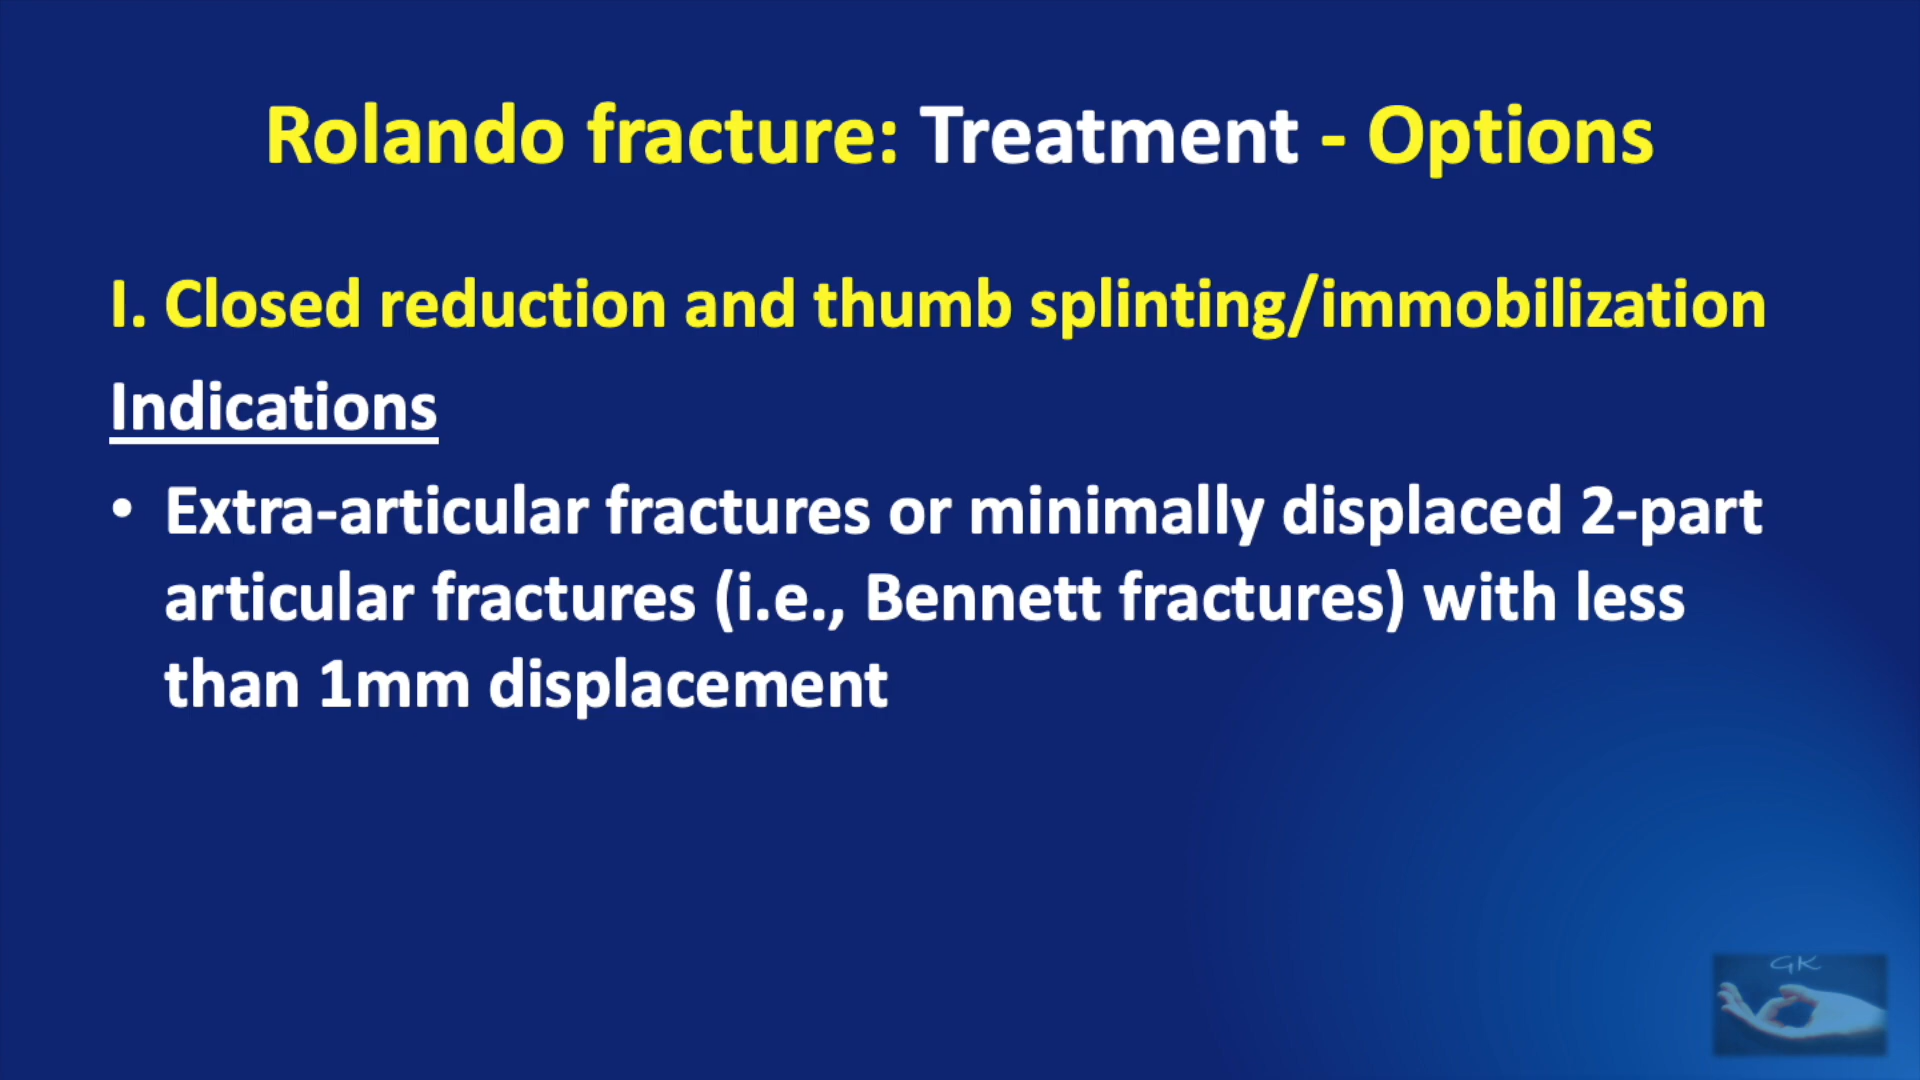 Rolando fracture: Treatment - Options
I. Closed reduction and thumb splinting/immobilization
Indications
• Extra-articular fractures or minimally displaced 2-part
articular fractures (i.e., Bennett fractures) with less
than 1mm displacement
GK